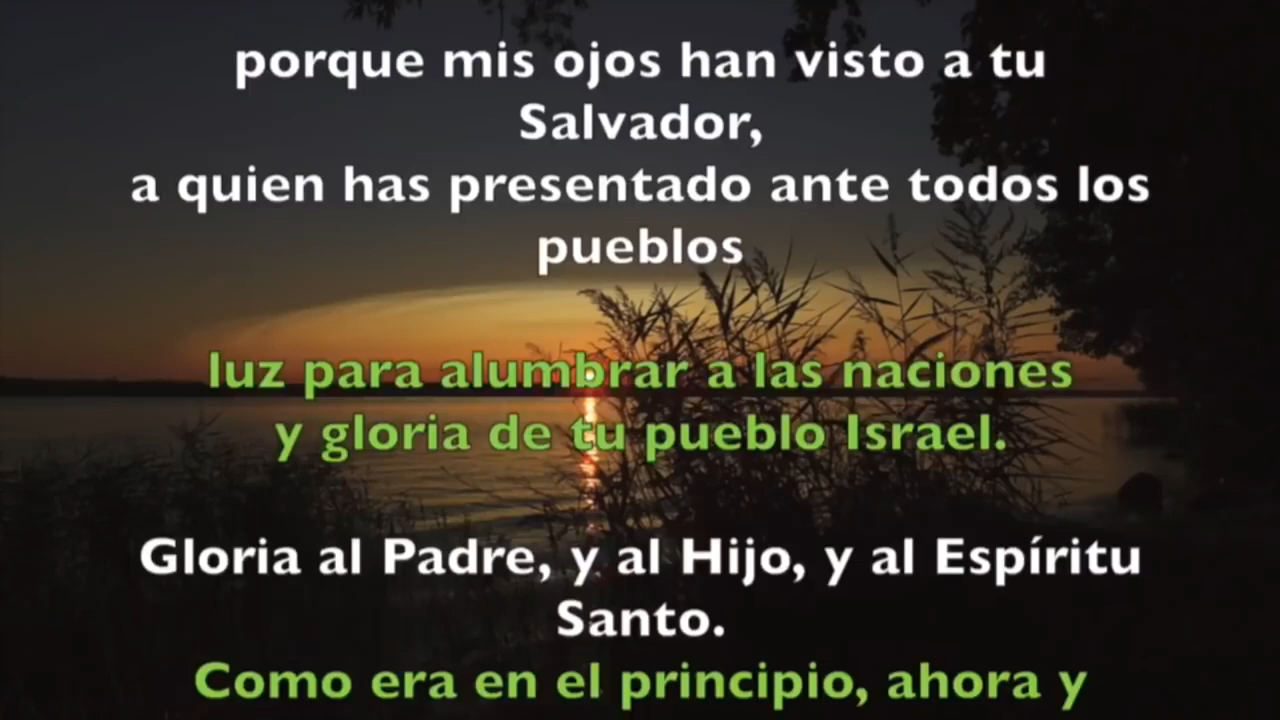 porque mis ojos han visto a tu
Salvador,
a quien has presentado ante todos los
pueblos
luz para alumbrar a las naciones
y gloria de tu pueblo Israel.
Gloria al Padre, y al Hijo, y al Espíritu
Santo.
Como era en el principio, ahora y